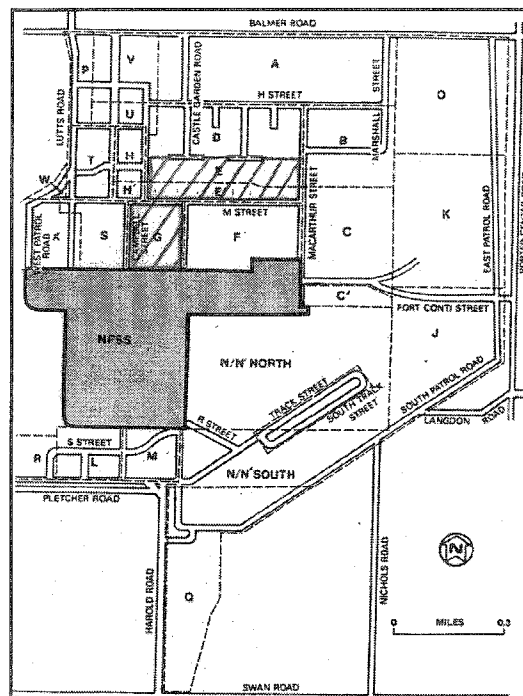 BALMER ROAD
P
V
CASTLE GARDEN ROAD
A
STREET
H STREET
O
LUTTS ROAD
U
D
MARSHALL
B
T
H
W
H'
E
E'
MACARTHUR STREET
M STREET
EAST PATROL ROAD
K
WEST PATROL ROAD
X
S
CAMPBELL STREET
G
F
C
C'
FORT CONTI STREET
NFSS
N/N' NORTH
J
TRACK STREET
SOUTH TRACK STREET
SOUTH PATROL ROAD
R STREET
LANGDON ROAD
S STREET
R
L
M
N/N' SOUTH
PLETCHER ROAD
N
HAROLD ROAD
Q
NICHOLS ROAD
0 MILES 0.3
SWAN ROAD